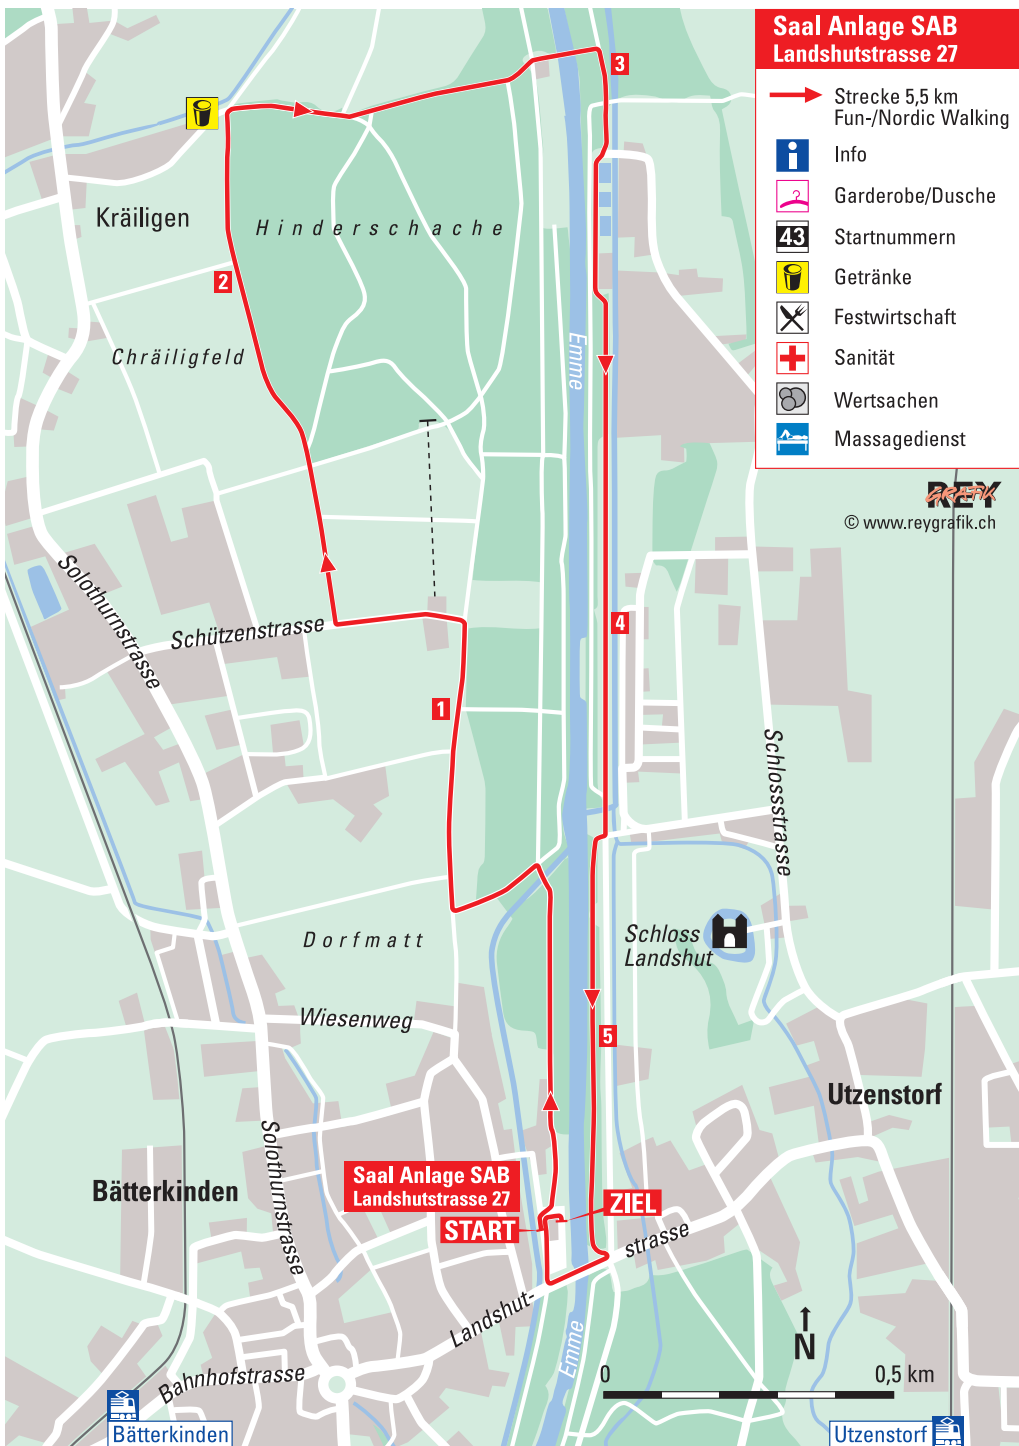 Saal Anlage SAB
Landshutstrasse 27
Strecke 5,5 km
Fun-/Nordic Walking
Info
Garderobe/Dusche
43 Startnummern
Getränke
Festwirtschaft
Sanität
Wertsachen
Massagedienst
REY
GRAFIK
© www.reygrafik.ch
3
Kräiligen
Hinderschache
2
Chräiligfeld
Emme
Solothurnstrasse
Schützenstrasse
4
1
Schlossstrasse
Dorfmatt
Schloss
Landshut
Wiesenweg
5
Utzenstorf
Solothurnstrasse
Bätterkinden
Saal Anlage SAB
Landshutstrasse 27
START
ZIEL
Landshut-
strasse
Emme
N
0
0,5 km
Bahnhofstrasse
Bätterkinden
Utzenstorf